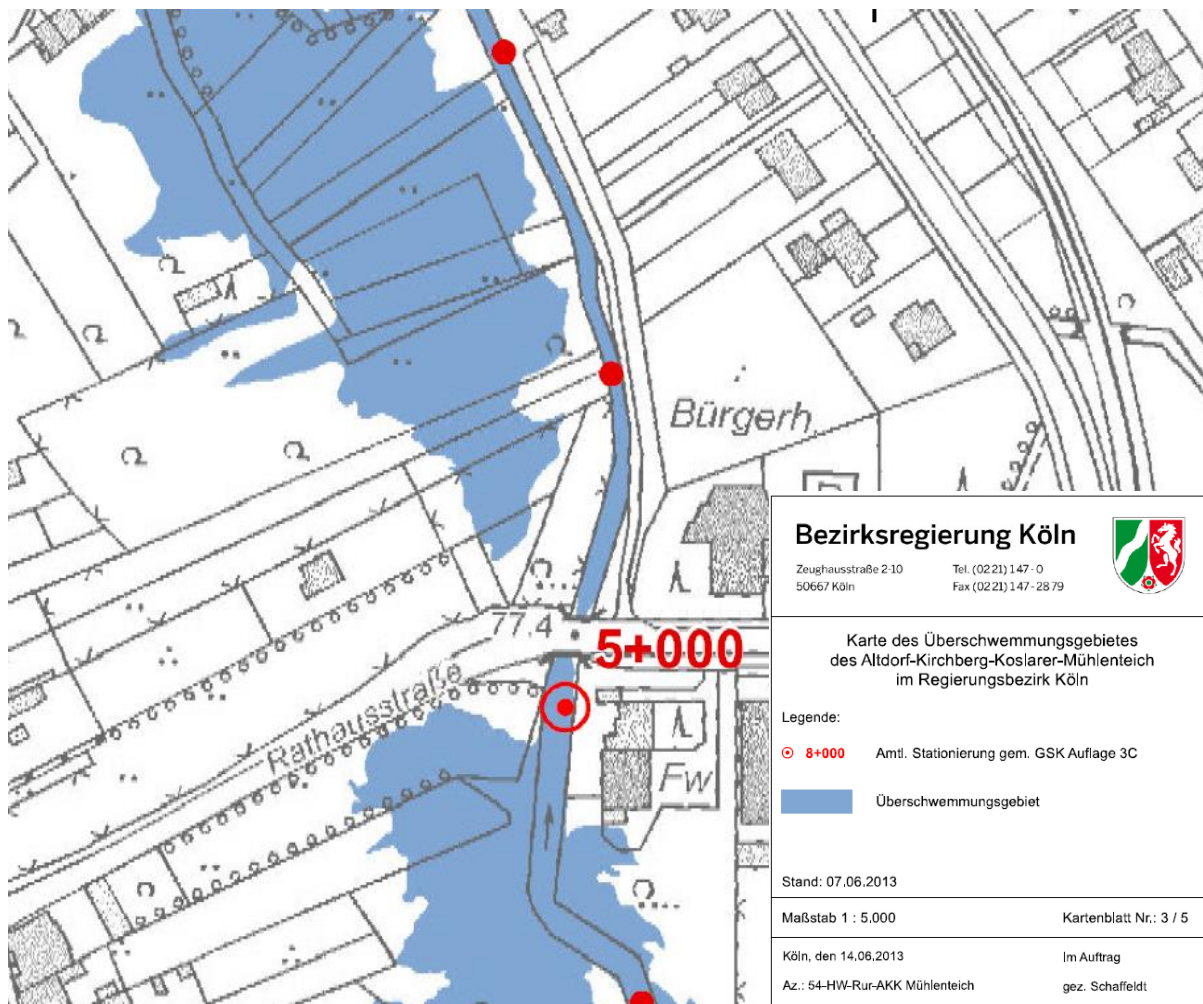 Bürgerh.
77.4
5+000
Rathausstraße
Fw
Bezirksregierung Köln
Zeughausstraße 2-10
50667 Köln
Tel. (0221) 147 - 0
Fax (0221) 147 - 2879
Karte des Überschwemmungsgebietes
des Altdorf-Kirchberg-Koslarer-Mühlenteich
im Regierungsbezirk Köln
Legende:
8+000 Amtl. Stationierung gem. GSK Auflage 3C
Überschwemmungsgebiet
Stand: 07.06.2013
Maßstab 1 : 5.000
Kartenblatt Nr.: 3 / 5
Köln, den 14.06.2013
Im Auftrag
Az.: 54-HW-Rur-AKK Mühlenteich
gez. Schaffeldt